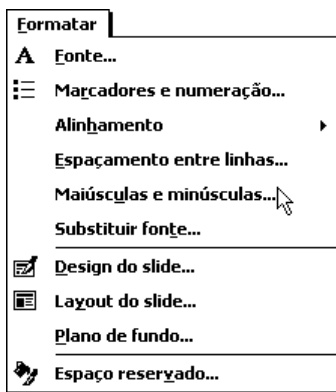 Formatar
Fonte...
Marcadores e numeração...
Alinhamento
Espaçamento entre linhas...
Maiúsculas e minúsculas...
Substituir fonte...
Design do slide...
Layout do slide...
Plano de fundo...
Espaço reservado...